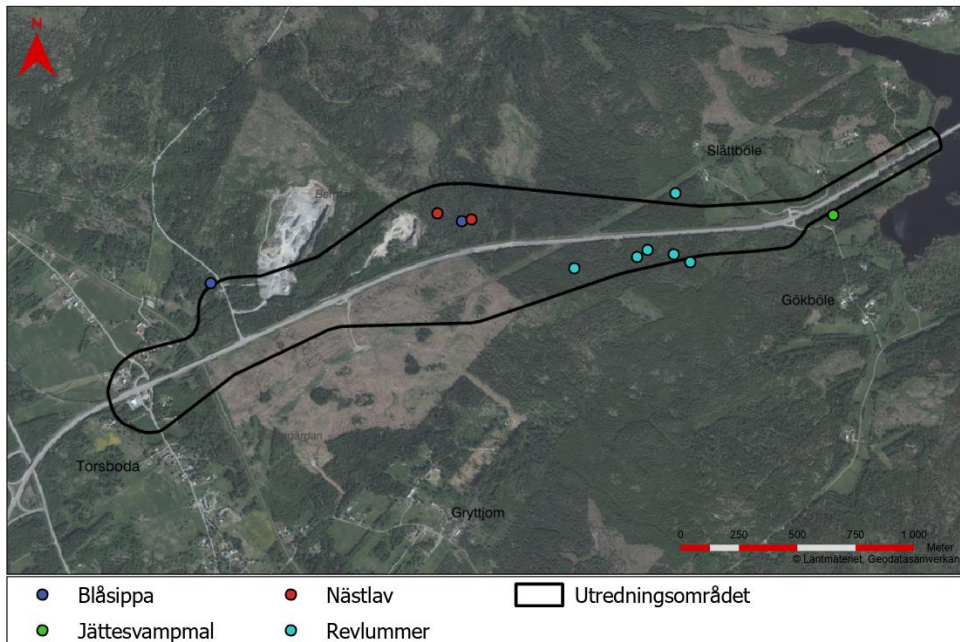 N
Slättböle
Gökböle
Torsboda
Gryttjom
0 250 500 750 1 000
Meter
© Lantmäteriet, Geodatasamverkan
Blåsippa Nästlav Utredningsområdet
Jättesvampmal Revlummer